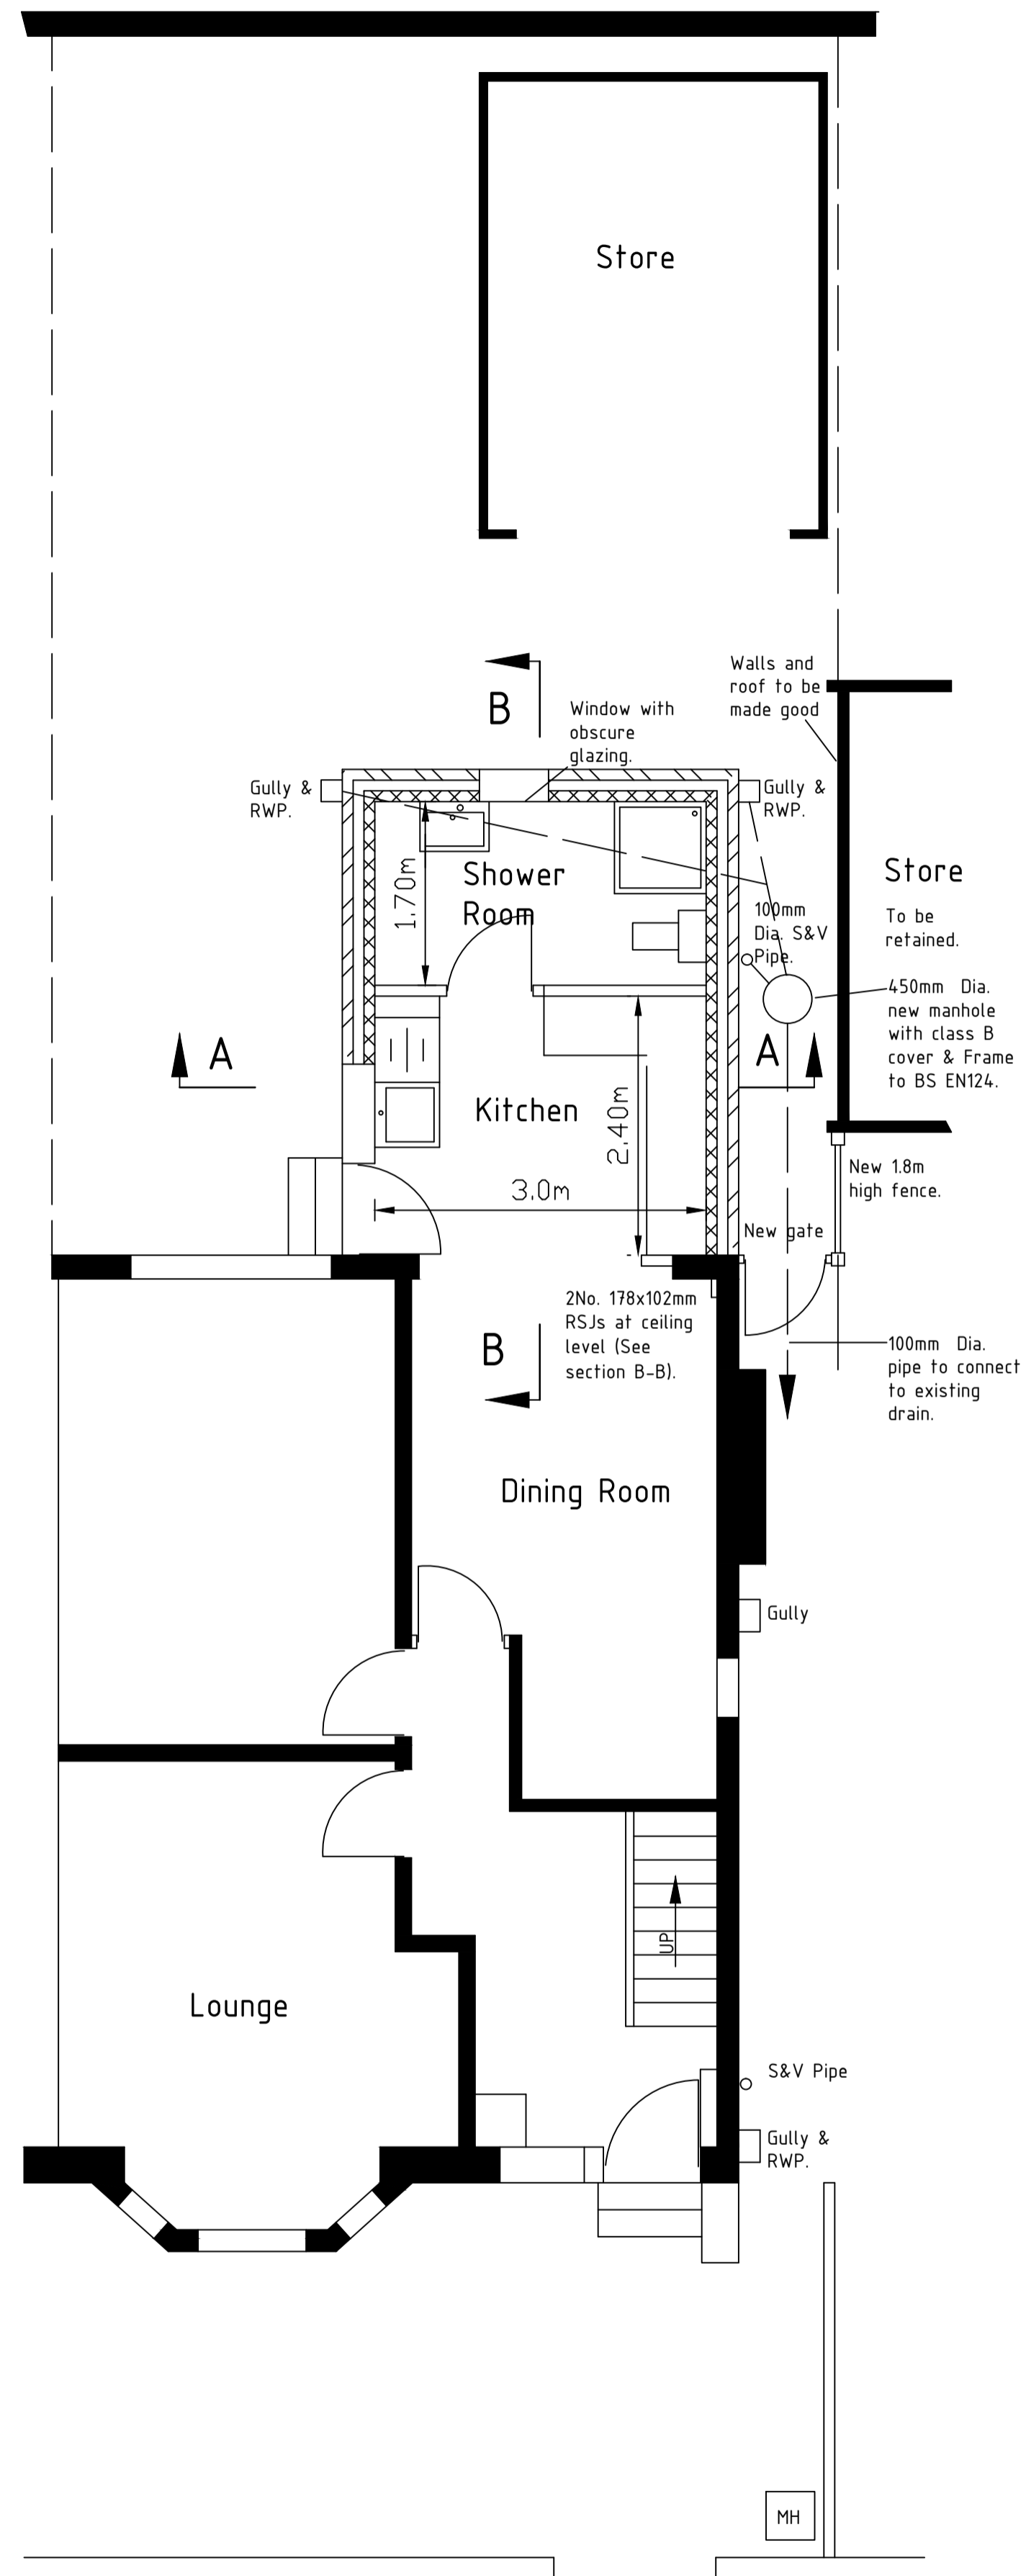 Store
Walls and
roof to be
made good
B
Window with
obscure
glazing.
Gully &
RWP.
Gully &
RWP.
Shower
Room
1.70m
Store
To be
retained.
100mm
Dia. S&V
Pipe.
450mm Dia.
new manhole
with class B
cover & Frame
to BS EN124.
A
A
Kitchen
2.40m
3.0m
New 1.8m
high fence.
New gate
2No. 178x102mm
RSJs at ceiling
level (See
section B-B).
B
100mm Dia.
pipe to connect
to existing
drain.
Dining Room
Gully
UP
Lounge
S&V Pipe
Gully &
RWP.
MH